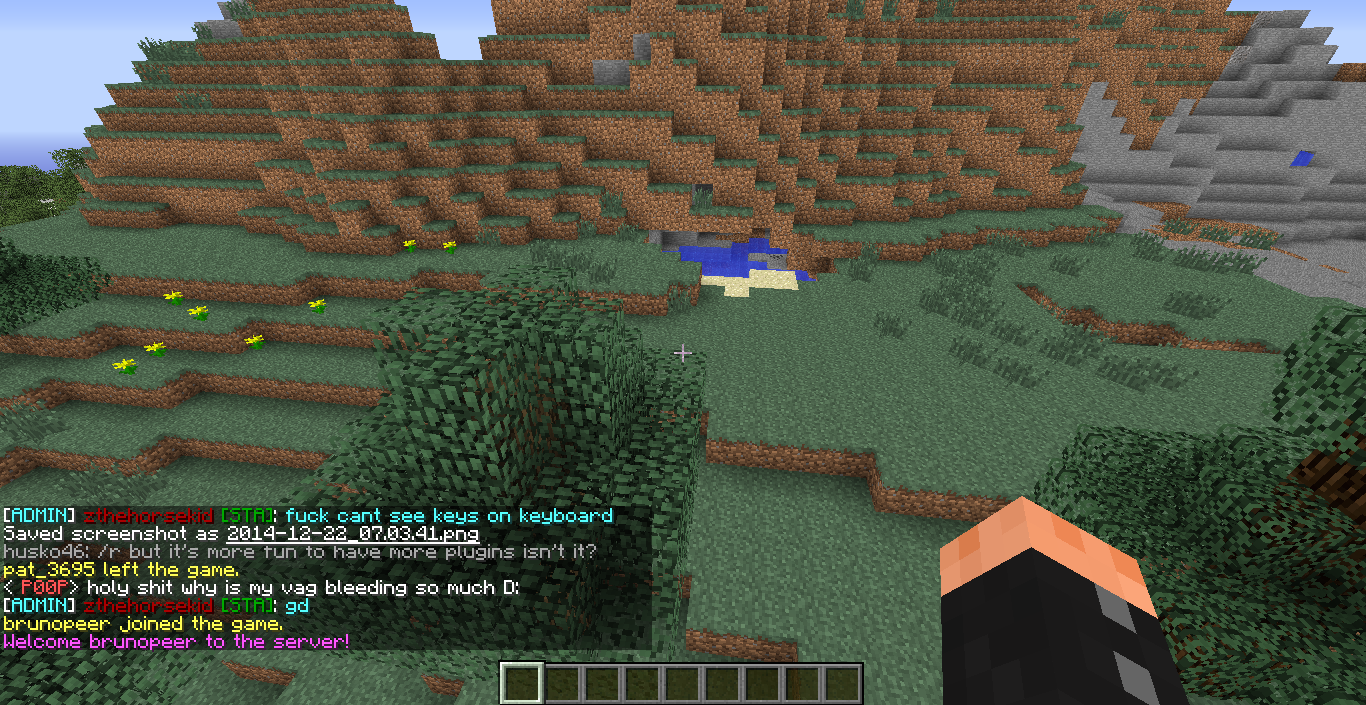 [ADMIN] zthehorsekid [STA]: fuck cant see keys on keyboard
Saved screenshot as 2014-12-22_07.03.41.png
husko46: /r but it's more fun to have more plugins isn't it?
pat_3695 left the game.
< P00P> holy shit why is my vag bleeding so much D:
[ADMIN] zthehorsekid [STA]: gd
brunopeer joined the game.
Welcome brunopeer to the server!